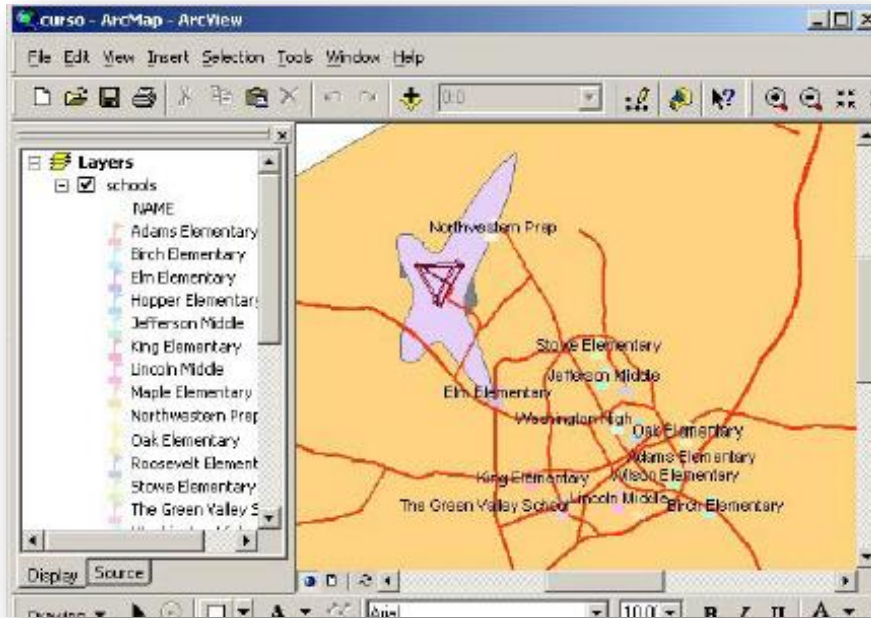 curso - ArcMap - ArcView
File Edit View Insert Selection Tools Window Help
0:0
Layers
schools
NAME
Adams Elementary
Birch Elementary
Elm Elementary
Hopper Elementary
Jefferson Middle
King Elementary
Lincoln Middle
Maple Elementary
Northwestern Prep
Oak Elementary
Roosevelt Element
Stowe Elementary
The Green Valley S
Display Source
Northwestern Prep
Stowe Elementary
Jefferson Middle
Elm Elementary
Washington High
Oak Elementary
Adams Elementary
King Elementary
Wilson Elementary
The Green Valley School
Lincoln Middle
Birch Elementary
Drawing
A Arial B I U A